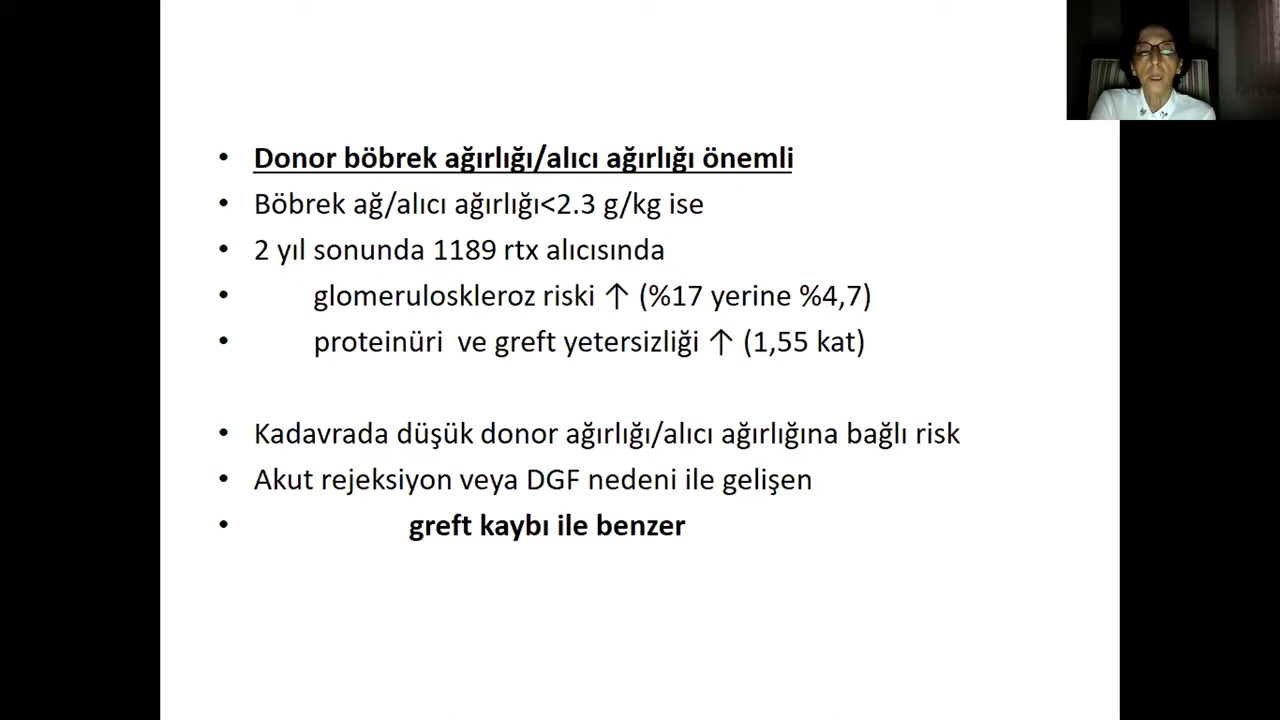 • Donor böbrek ağırlığı/alıcı ağırlığı önemli
• Böbrek ağ/alıcı ağırlığı<2.3 g/kg ise
• 2 yıl sonunda 1189 rtx alıcısında
• glomeruloskleroz riski ↑ (%17 yerine %4,7)
• proteinüri ve greft yetersizliği ↑ (1,55 kat)
• Kadavrada düşük donor ağırlığı/alıcı ağırlığına bağlı risk
• Akut rejeksiyon veya DGF nedeni ile gelişen
• greft kaybı ile benzer